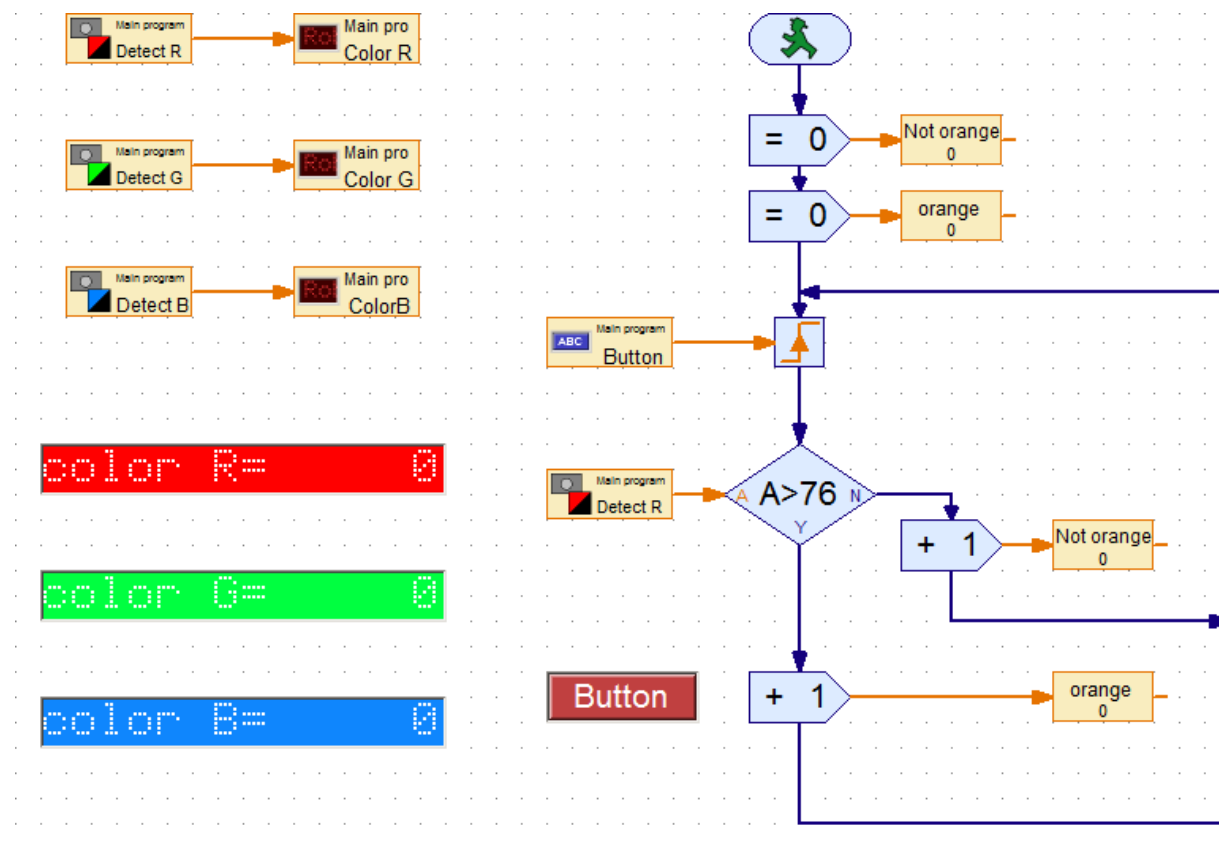 Main program
Detect R
Main pro
Color R
Main program
Detect G
Main pro
Color G
Main program
Detect B
Main pro
ColorB
color R= 0
color G= 0
color B= 0
= 0
Not orange
0
= 0
orange
0
ABC
Main program
Button
Main program
Detect R
A
A>76
N
Y
+ 1
Not orange
0
Button
+ 1
orange
0